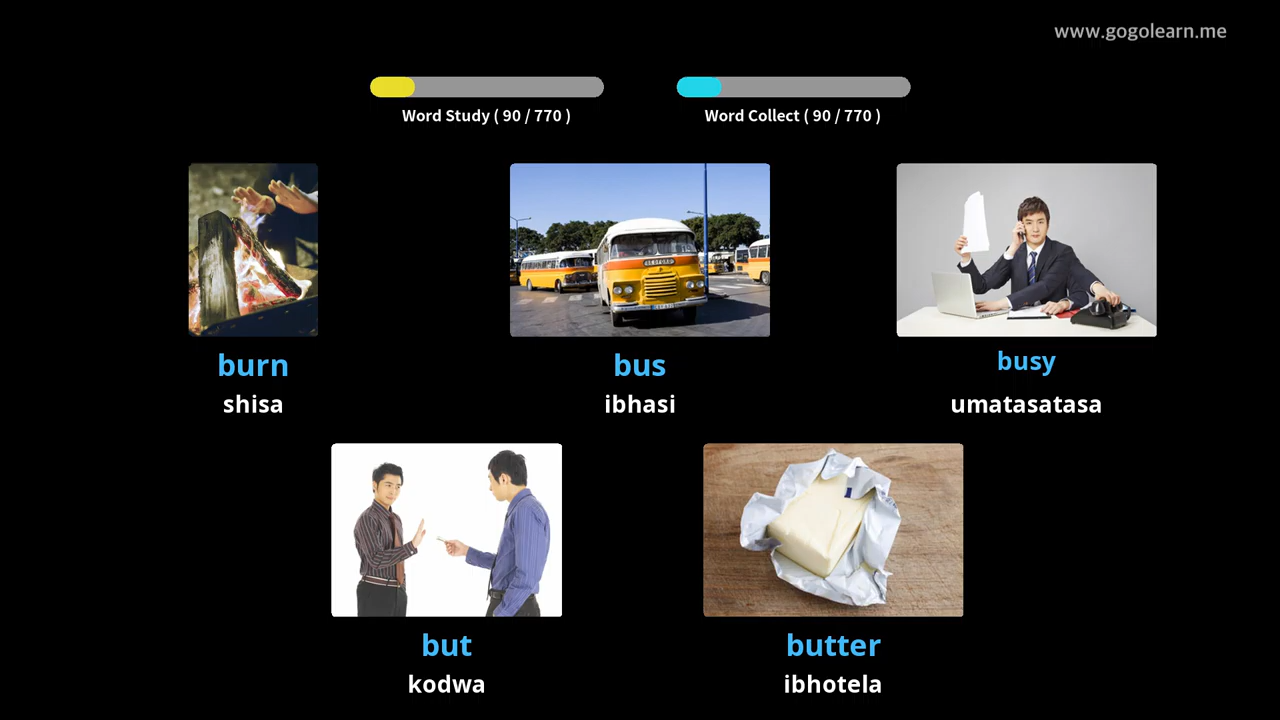 www.gogolearn.me
Word Study ( 90 / 770 )
Word Collect ( 90 / 770 )
burn
shisa
bus
ibhasi
busy
umatasatasa
but
kodwa
butter
ibhotela